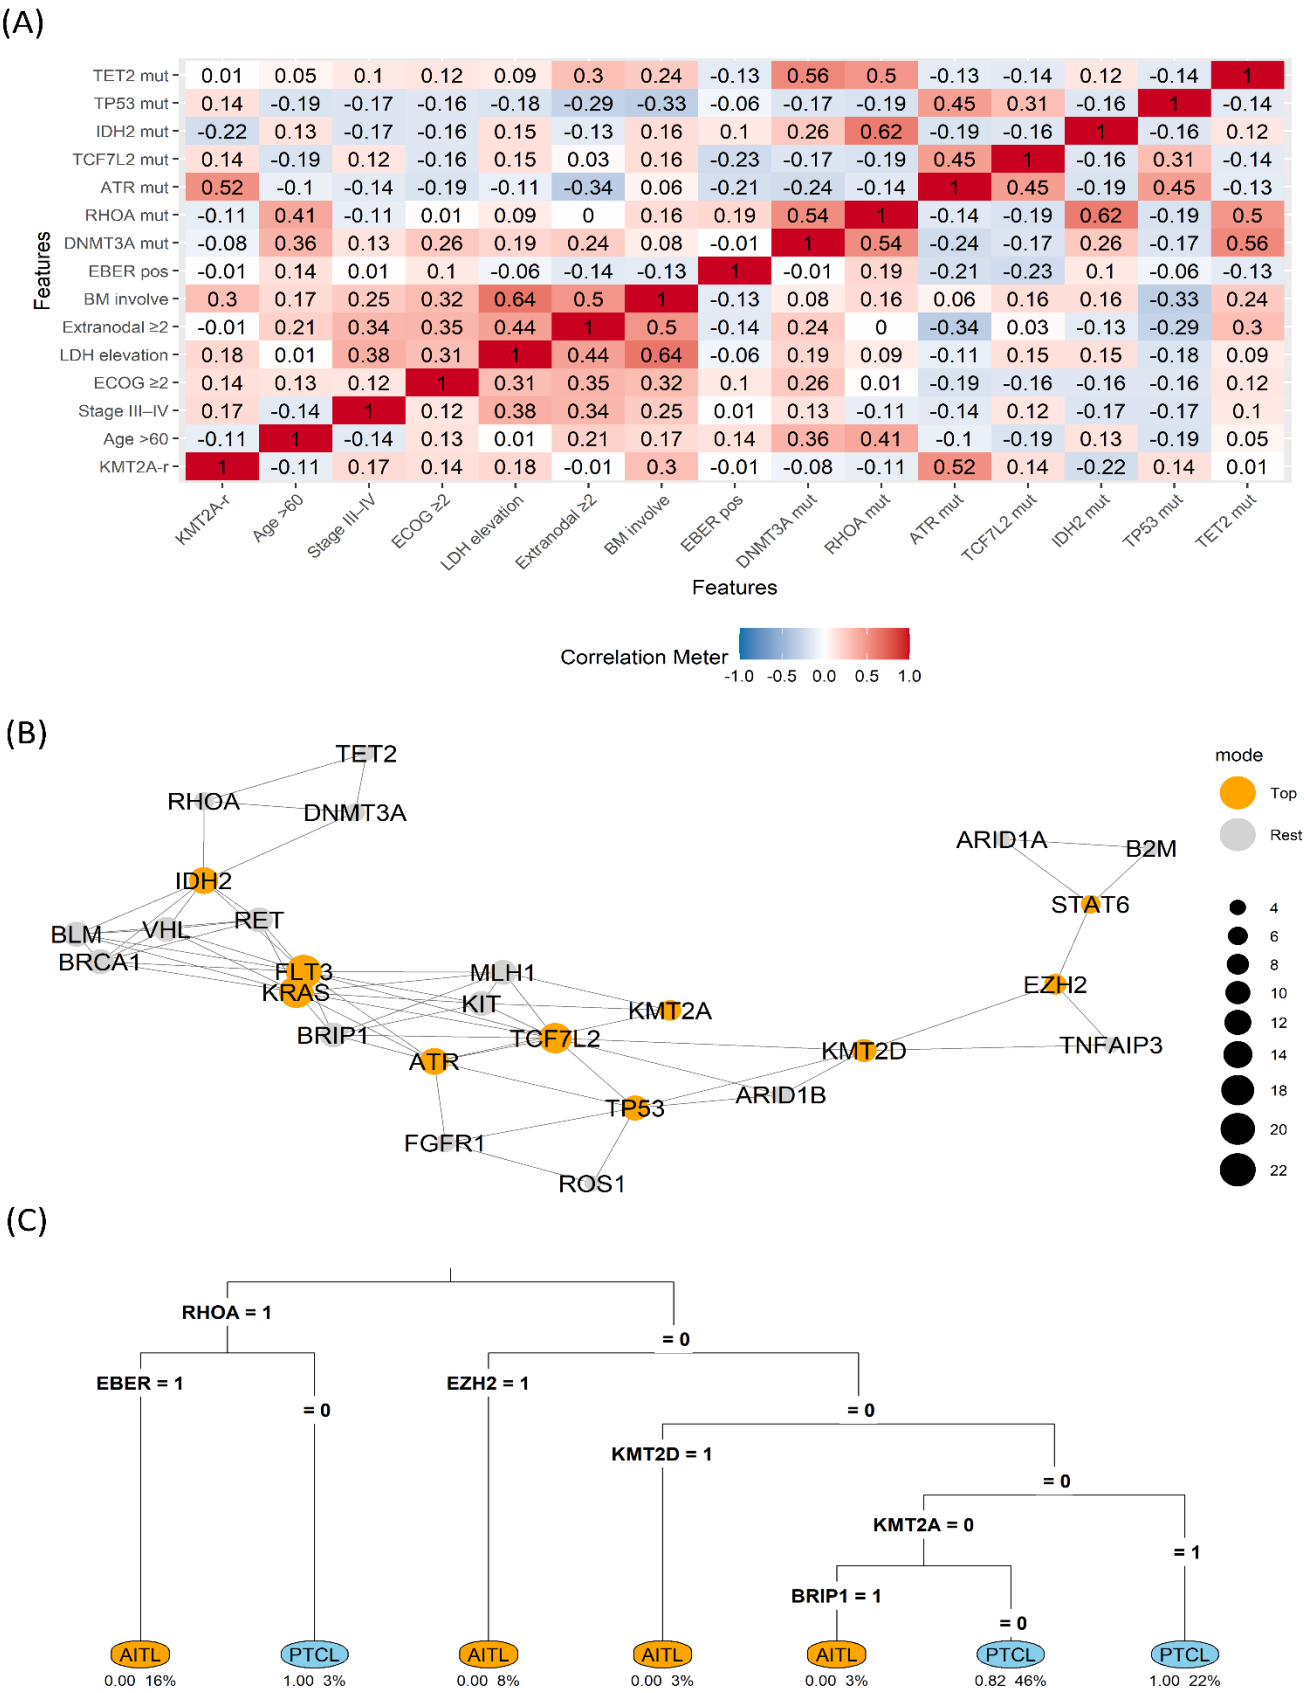 (A)
TET2 mut 0.01 0.05 0.1 0.12 0.09 0.3 0.24 -0.13 0.56 0.5 -0.13 -0.14 0.12 -0.14 1
TP53 mut 0.14 -0.19 -0.17 -0.16 -0.18 -0.29 -0.33 -0.06 -0.17 -0.19 0.45 0.31 -0.16 1 -0.14
IDH2 mut -0.22 0.13 -0.17 -0.16 0.15 -0.13 0.16 0.1 0.26 0.62 -0.19 -0.16 1 -0.16 0.12
TCF7L2 mut 0.14 -0.19 0.12 -0.16 0.15 0.03 0.16 -0.23 -0.17 -0.19 0.45 1 -0.16 0.31 -0.14
ATR mut 0.52 -0.1 -0.14 -0.19 -0.11 -0.34 0.06 -0.21 -0.24 -0.14 1 0.45 -0.19 0.45 -0.13
RHOA mut -0.11 0.41 -0.11 0.01 0.09 0 0.16 0.19 0.54 1 -0.14 -0.19 0.62 -0.19 0.5
DNMT3A mut -0.08 0.36 0.13 0.26 0.19 0.24 0.08 -0.01 1 0.54 -0.24 -0.17 0.26 -0.17 0.56
EBER pos -0.01 0.14 0.01 0.1 -0.06 -0.14 -0.13 1 -0.01 0.19 -0.21 -0.23 0.1 -0.06 -0.13
BM involve 0.3 0.17 0.25 0.32 0.64 0.5 1 -0.13 0.08 0.16 0.06 0.16 0.16 -0.33 0.24
Extranodal ≥2 -0.01 0.21 0.34 0.35 0.44 1 0.5 -0.14 0.24 0 -0.34 0.03 -0.13 -0.29 0.3
LDH elevation 0.18 0.01 0.38 0.31 1 0.44 0.64 -0.06 0.19 0.09 -0.11 0.15 0.15 -0.18 0.09
ECOG ≥2 0.14 0.13 0.12 1 0.31 0.35 0.32 0.1 0.26 0.01 -0.19 -0.16 -0.16 -0.16 0.12
Stage III–IV 0.17 -0.14 1 0.12 0.38 0.34 0.25 0.01 0.13 -0.11 -0.14 0.12 -0.17 -0.17 0.1
Age >60 -0.11 1 -0.14 0.13 0.01 0.21 0.17 0.14 0.36 0.41 -0.1 -0.19 0.13 -0.19 0.05
KMT2A-r 1 -0.11 0.17 0.14 0.18 -0.01 0.3 -0.01 -0.08 -0.11 0.52 0.14 -0.22 0.14 0.01
Features
KMT2A-r Age >60 Stage III–IV ECOG ≥2 LDH elevation Extranodal ≥2 BM involve EBER pos DNMT3A mut RHOA mut ATR mut TCF7L2 mut IDH2 mut TP53 mut TET2 mut
Features
Correlation Meter
-1.0 -0.5 0.0 0.5 1.0
(B)
TET2
RHOA
DNMT3A
IDH2
BLM
VHL
RET
BRCA1
FLT3
KRAS
MLH1
KIT
BRIP1
KMT2A
TCF7L2
ATR
TP53
FGFR1
ROS1
ARID1B
KMT2D
ARID1A
B2M
STAT6
EZH2
TNFAIP3
mode
Top
Rest
4
6
8
10
12
14
18
20
22
(C)
RHOA = 1
= 0
EBER = 1
= 0
EZH2 = 1
= 0
KMT2D = 1
= 0
KMT2A = 0
= 1
BRIP1 = 1
= 0
AITL PTCL AITL AITL AITL PTCL PTCL
0.00 16% 1.00 3% 0.00 8% 0.00 3% 0.00 3% 0.82 46% 1.00 22%